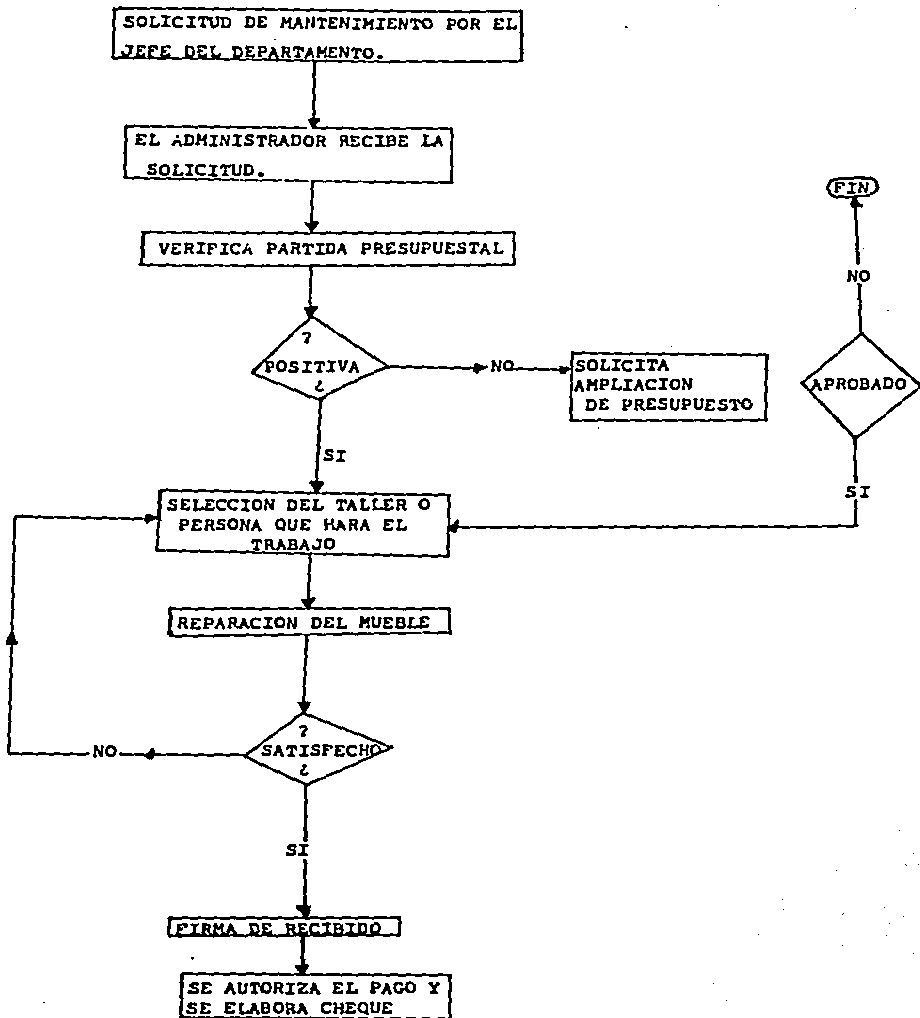 SOLICITUD DE MANTENIMIENTO POR EL
JEFE DEL DEPARTAMENTO.
EL ADMINISTRADOR RECIBE LA
SOLICITUD.
VERIFICA PARTIDA PRESUPUESTAL
?
POSITIVA
¿
NO
SOLICITA
AMPLIACION
DE PRESUPUESTO
FIN
NO
APROBADO
SI
SI
SELECCION DEL TALLER O
PERSONA QUE HARA EL
TRABAJO
REPARACION DEL MUEBLE
?
SATISFECHO
¿
NO
SI
FIRMA DE RECIBIDO
SE AUTORIZA EL PAGO Y
SE ELABORA CHEQUE